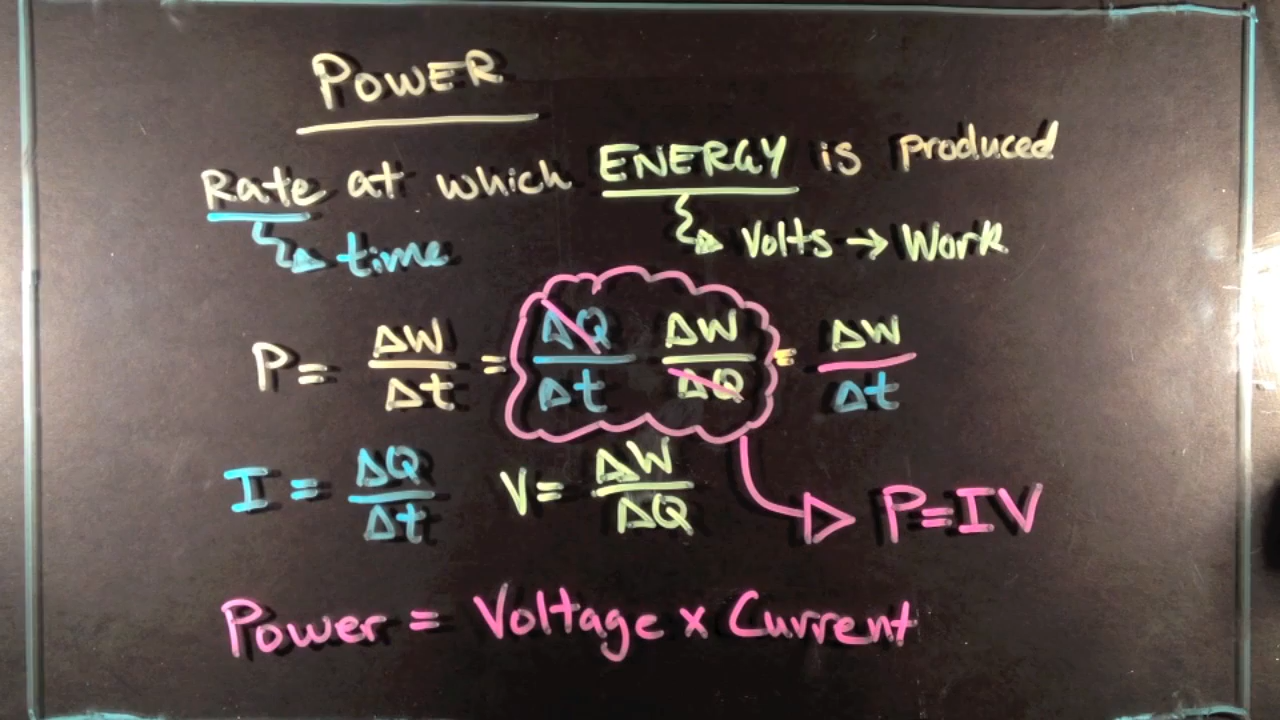 POWER
Rate at which ENERGY is produced
time
Volts → Work
P = ΔW/Δt = ΔQ/Δt ΔW/ΔQ = ΔW/Δt
I = ΔQ/Δt V = ΔW/ΔQ P=IV
Power = Voltage x Current